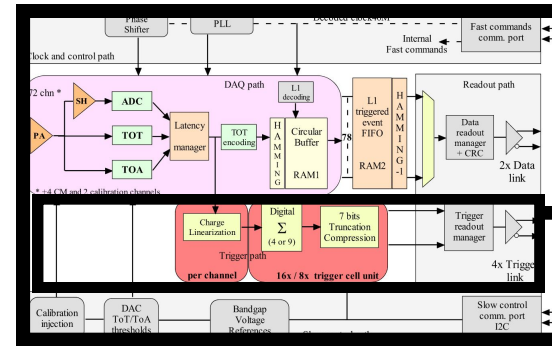 Phase
Shifter
PLL
Decoded clock40M
Internal
Fast commands
Fast commands
comm. port
Clock and control path
72 chn *
SH
PA
ADC
TOT
TOA
Latency
manager
DAQ path
TOT
encoding
L1
decoding
HAMMING
Circular
Buffer
RAM1
78
L1
triggered
event
FIFO
RAM2
HAMMING-1
Readout path
Data
readout
manager
+ CRC
2x Data
link
* +4 CM and 2 calibration channels
Charge
Linearization
Digital
Σ
(4 or 9)
7 bits
Truncation
Compression
Trigger path
per channel
16x / 8x trigger cell unit
Trigger
readout
manager
4x Trigge
link
Calibration
injection
DAC
ToT/ToA
thresholds
Bandgap
Voltage
References
Slow control
comm. port
I2C